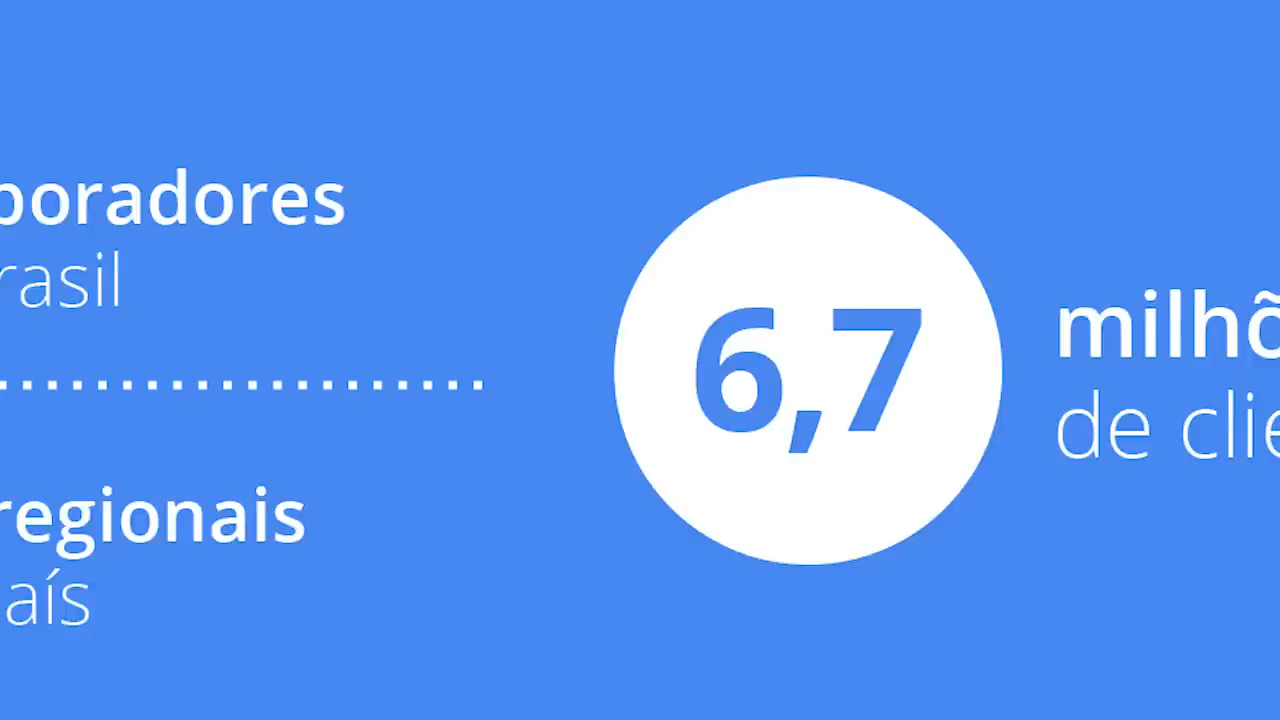 boradores
rasil
regionais
aís
6,7
milhõ
de clie